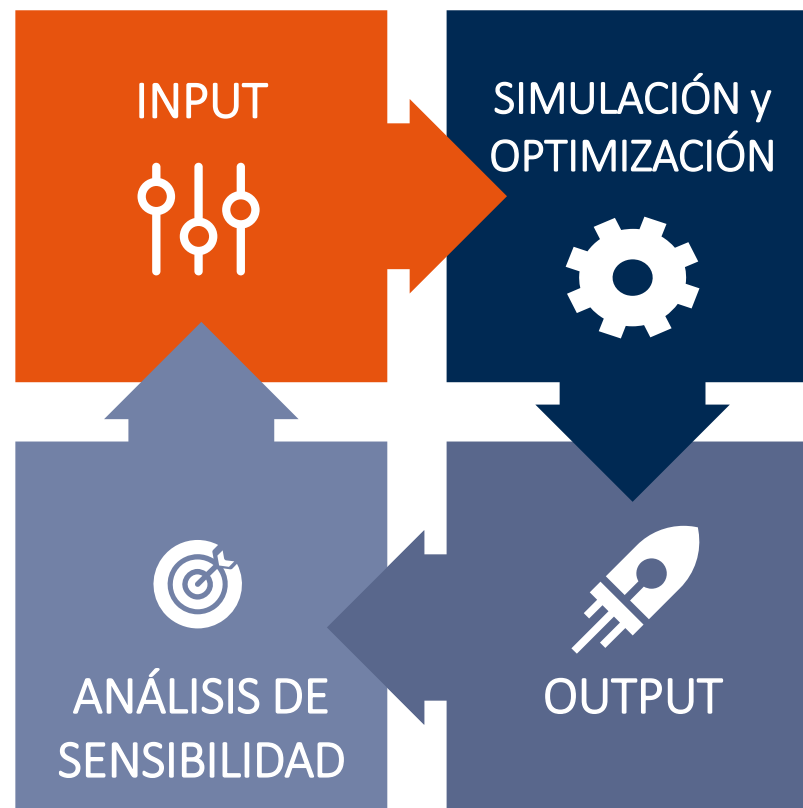 INPUT
SIMULACIÓN y
OPTIMIZACIÓN
ANÁLISIS DE
SENSIBILIDAD
OUTPUT